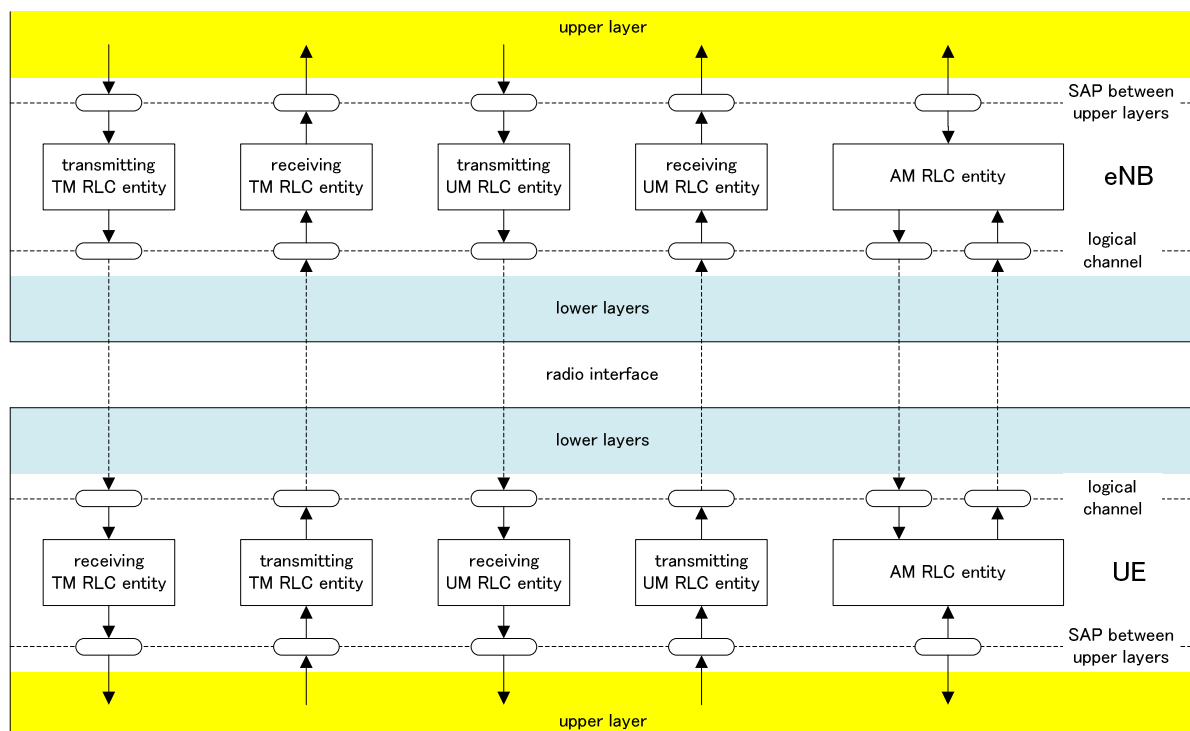 upper layer
SAP between
upper layers
transmitting
TM RLC entity
receiving
TM RLC entity
transmitting
UM RLC entity
receiving
UM RLC entity
AM RLC entity
eNB
logical
channel
lower layers
radio interface
lower layers
logical
channel
receiving
TM RLC entity
transmitting
TM RLC entity
receiving
UM RLC entity
transmitting
UM RLC entity
AM RLC entity
UE
SAP between
upper layers
upper layer